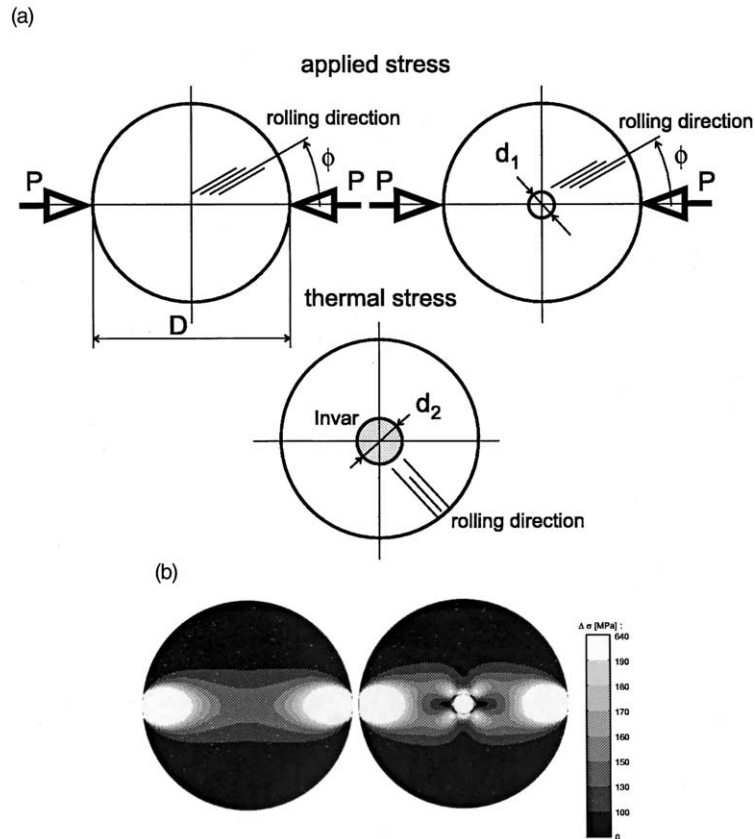 (a)
applied stress
rolling direction
ϕ
P
P
D
rolling direction
d₁
ϕ
P
P
thermal stress
Invar
d₂
rolling direction
(b)
Δ σ [MPa] :
640
190
180
170
160
130
100
0